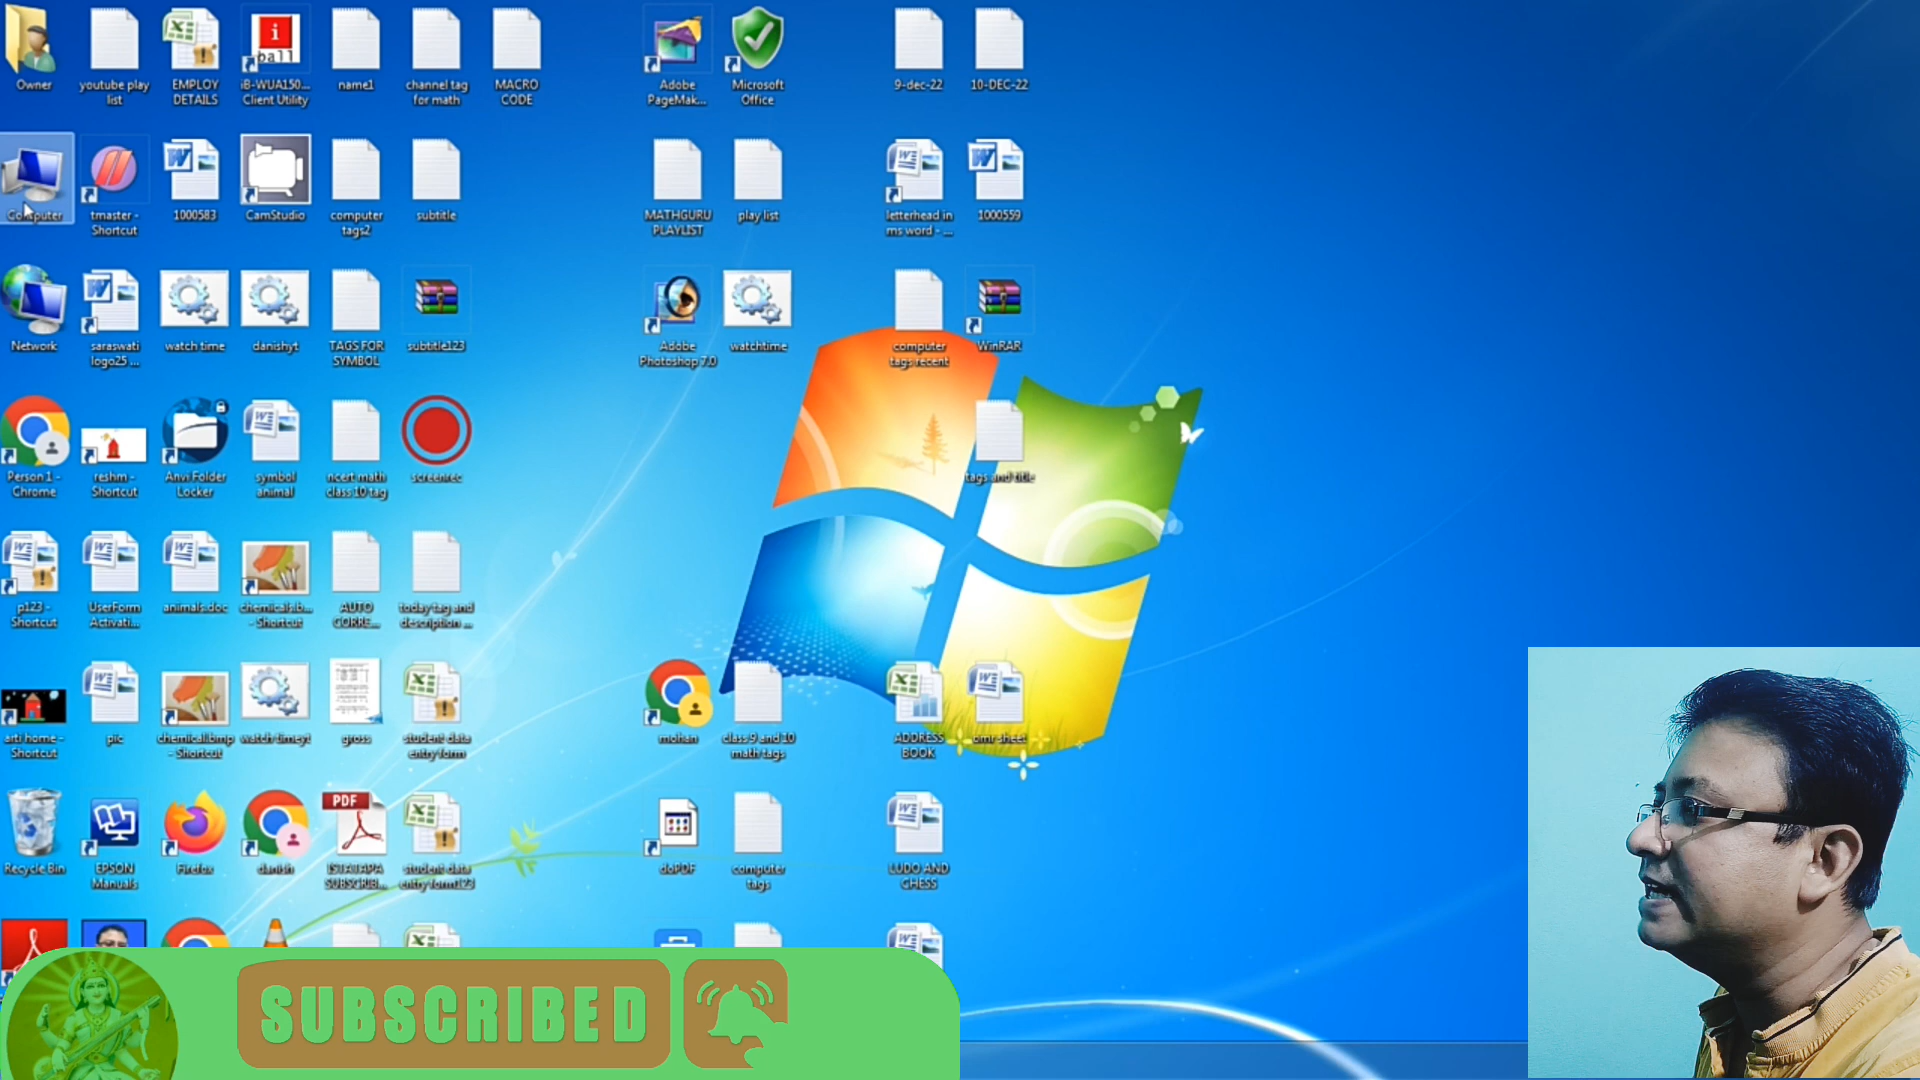 Owner
youtube play
list
EMPLOY
DETAILS
i
ball
iB-WUA150...
Client Utility
name1
channel tag
for math
MACRO
CODE
Adobe
PageMak...
Microsoft
Office
9-dec-22
10-DEC-22
Computer
tmaster -
Shortcut
1000583
CamStudio
computer
tags2
subtitle
MATHGURU
PLAYLIST
play list
letterhead in
ms word - ...
1000559
Network
saraswati
logo25 ...
watch time
danishyt
TAGS FOR
SYMBOL
subtitle123
Adobe
Photoshop 7.0
watchtime
computer
tags recent
WinRAR
Person 1 -
Chrome
reshm -
Shortcut
Anvi Folder
Locker
symbol
animal
ncert math
class 10 tag
screenrec
tags and title
p123 -
Shortcut
UserForm
Activati...
animals.doc
chemicals.b...
- Shortcut
AUTO
CORRE...
today tag and
description ...
arti home -
Shortcut
pic
chemical.bmp
- Shortcut
watch timeyt
gross
student data
entry form
mohan
class 9 and 10
math tags
ADDRESS
BOOK
omr sheet
Recycle Bin
EPSON
Manuals
Firefox
danish
PDF
SUBSCRIB...
student data
entry form123
doPDF
computer
tags
LUDO AND
CHESS
SUBSCRIBED